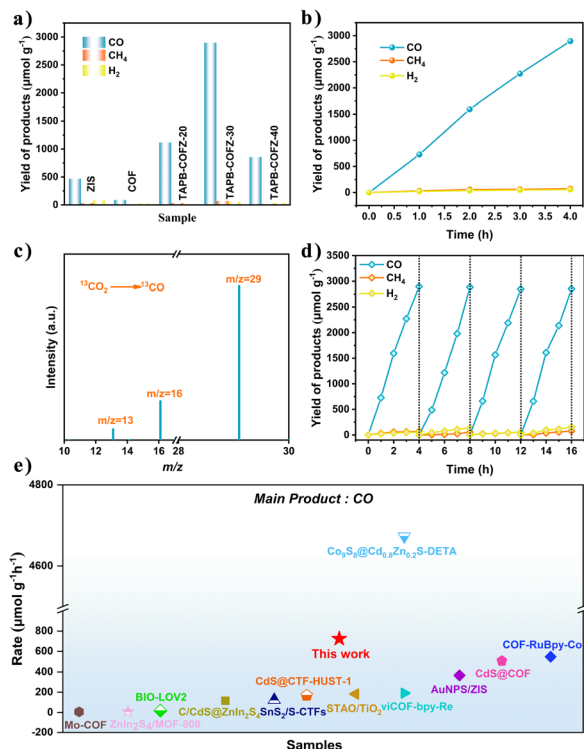 a)
Yield of products (μmol g⁻¹)
3000
2500
2000
1500
1000
500
0
CO
CH₄
H₂
ZIS
COF
TAPB-COFZ-20
TAPB-COFZ-30
TAPB-COFZ-40
Sample
b)
Yield of products (μmol g⁻¹)
3000
2500
2000
1500
1000
500
0
-500
CO
CH₄
H₂
0.0 0.5 1.0 1.5 2.0 2.5 3.0 3.5 4.0
Time (h)
c)
Intensity (a.u.)
¹³CO₂ → ¹³CO
m/z=13
m/z=16
m/z=29
10 12 14 16 28 30
m/z
d)
Yield of products (μmol g⁻¹)
3500
3000
2500
2000
1500
1000
500
0
CO
CH₄
H₂
0 2 4 6 8 10 12 14 16
Time (h)
e)
Rate (μmol g⁻¹h⁻¹)
4800
4600
800
600
400
200
0
Main Product : CO
Co₉S₈@Cd₀.₈Zn₀.₂S-DETA
This work
COF-RuBpy-Co
CdS@COF
AuNPS/ZIS
CdS@CTF-HUST-1
BIO-LOV2
Mo-COF
ZnIn₂S₄/MOF-808
C/CdS@ZnIn₂S₄
SnS₂/S-CTFs
STAO/TiO₂
viCOF-bpy-Re
Samples